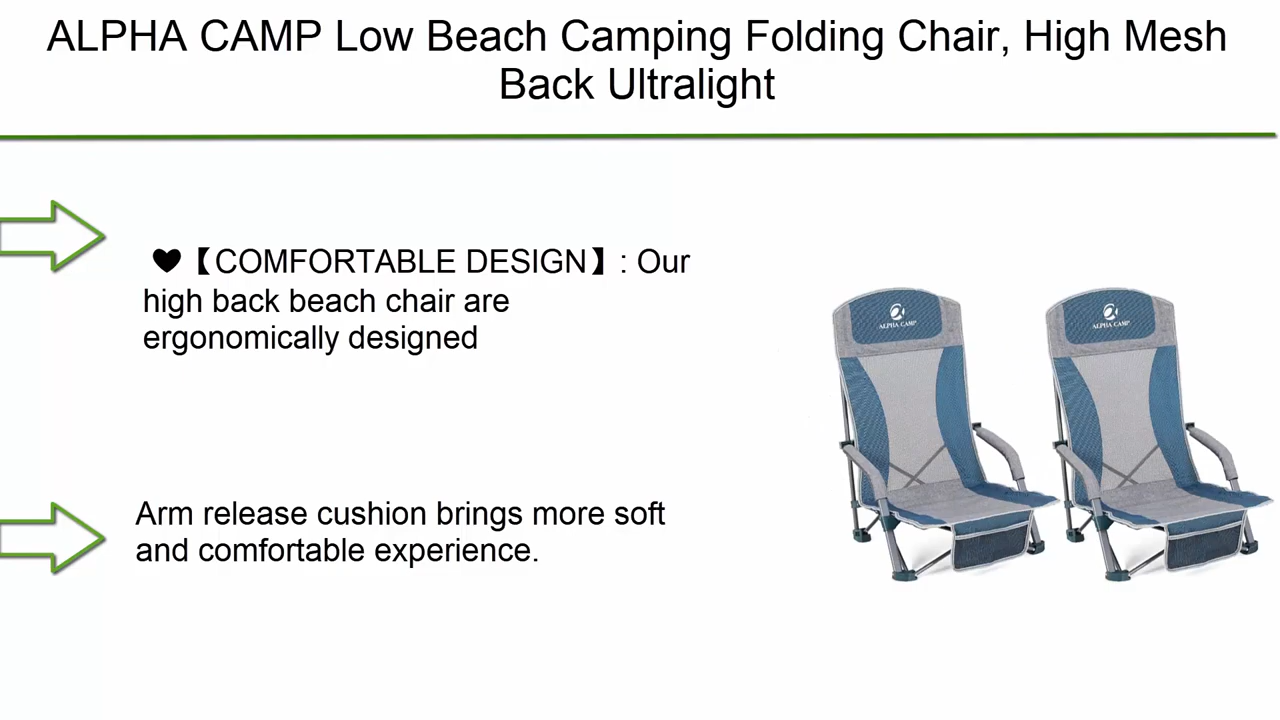 ALPHA CAMP Low Beach Camping Folding Chair, High Mesh
Back Ultralight
♥【COMFORTABLE DESIGN】: Our
high back beach chair are
ergonomically designed
Arm release cushion brings more soft
and comfortable experience.
ALPHA CAMP
ALPHA CAMP